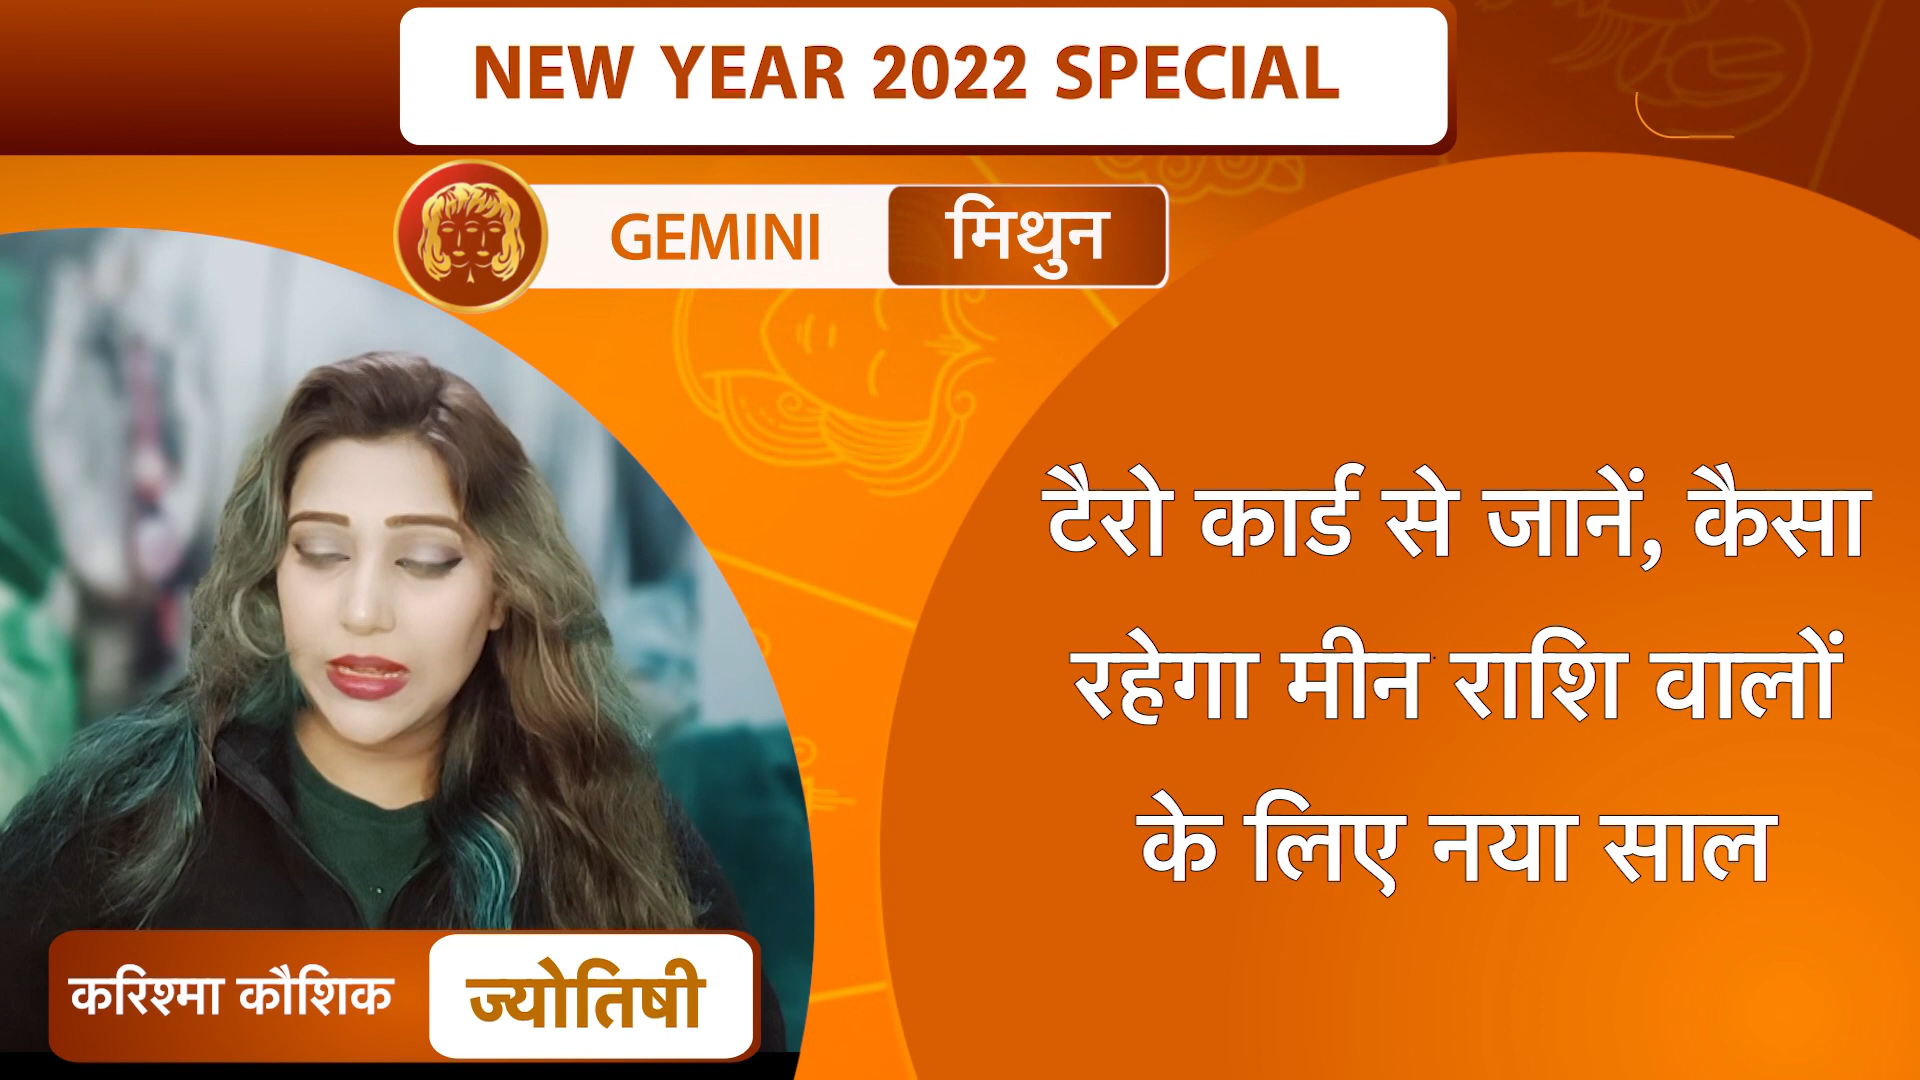 NEW YEAR 2022 SPECIAL
GEMINI मिथुन
टैरो कार्ड से जानें, कैसा
रहेगा मीन राशि वालों
के लिए नया साल
करिश्मा कौशिक ज्योतिषी